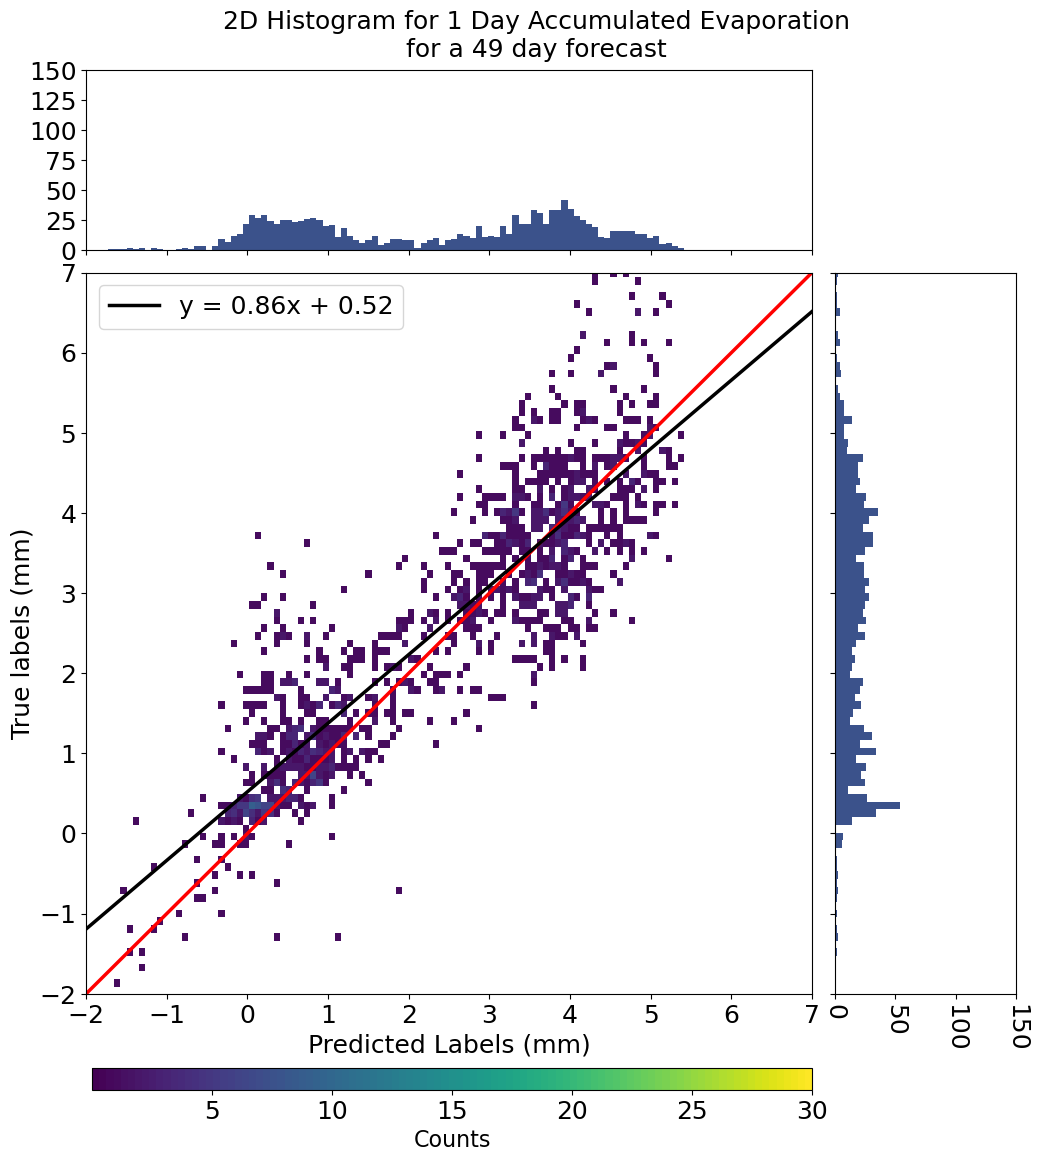 2D Histogram for 1 Day Accumulated Evaporation
for a 49 day forecast
150
125
100
75
50
25
0
7
6
5
4
3
2
1
0
−1
−2
True labels (mm)
y = 0.86x + 0.52
−2 −1 0 1 2 3 4 5 6 7
Predicted Labels (mm)
0 50 100 150
5 10 15 20 25 30
Counts